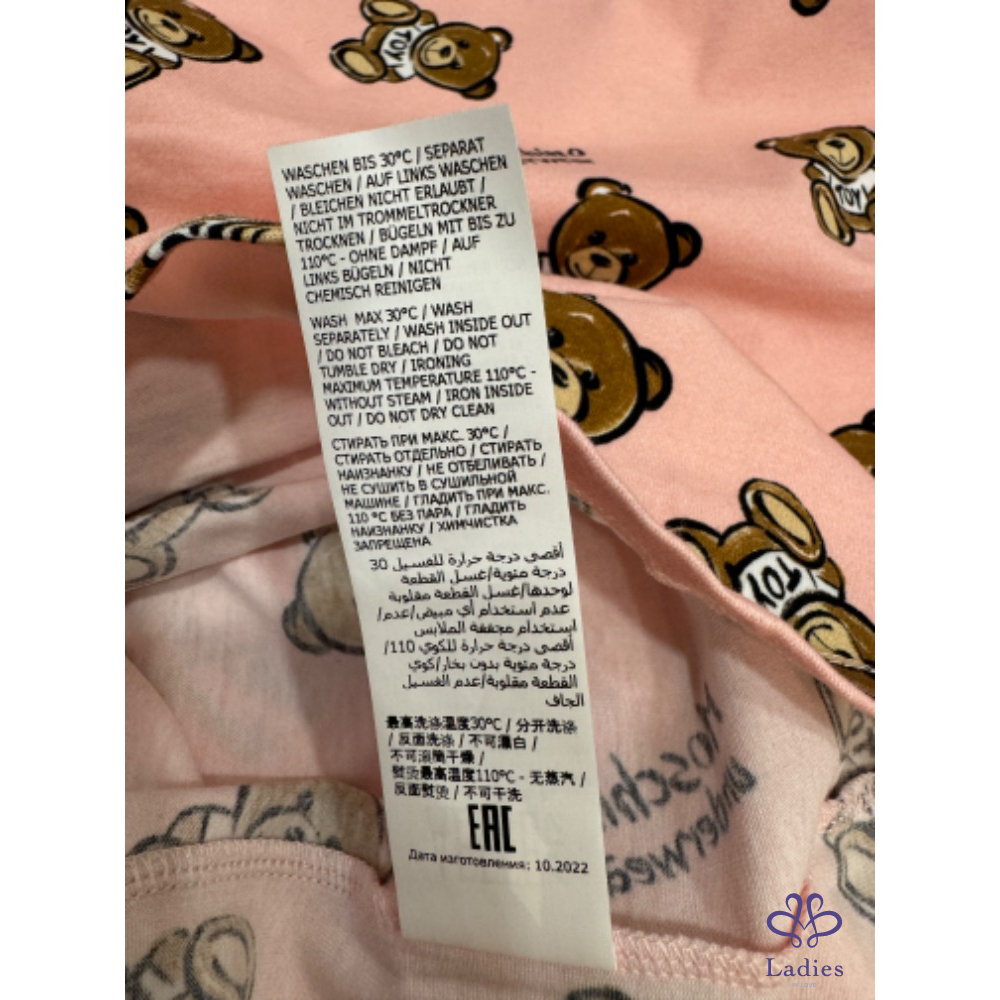 TOY
TOY
WASCHEN BIS 30°C / SEPARAT
WASCHEN / AUF LINKS WASCHEN
/ BLEICHEN NICHT ERLAUBT /
NICHT IM TROMMELTROCKNER
TROCKNEN / BÜGELN MIT BIS ZU
110°C - OHNE DAMPF / AUF
LINKS BÜGELN / NICHT
CHEMISCH REINIGEN
WASH MAX 30°C / WASH
SEPARATELY / WASH INSIDE OUT
/ DO NOT BLEACH / DO NOT
TUMBLE DRY / IRONING
MAXIMUM TEMPERATURE 110°C -
WITHOUT STEAM / IRON INSIDE
OUT / DO NOT DRY CLEAN
СТИРАТЬ ПРИ МАКС. 30°C /
СТИРАТЬ ОТДЕЛЬНО / СТИРАТЬ
НАИЗНАНКУ / НЕ ОТБЕЛИВАТЬ /
НЕ СУШИТЬ В СУШИЛЬНОЙ
МАШИНЕ / ГЛАДИТЬ ПРИ МАКС.
110 °C БЕЗ ПАРА / ГЛАДИТЬ
НАИЗНАНКУ / ХИМЧИСТКА
ЗАПРЕЩЕНА
أقصى درجة حرارة للغسيل 30
درجة مئوية/غسل القطعة
لوحدها/غسل القطعة مقلوبة
عدم استخدام أي مبيض/عدم/
استخدام مجففة الملابس
أقصى درجة حرارة للكوي 110/
درجة مئوية بدون بخار/كوي
القطعة مقلوبة/عدم الغسيل
الجاف
最高洗涤温度30°C / 分开洗涤
/ 反面洗涤 / 不可漂白 /
不可滚筒干燥 /
熨烫最高温度110°C - 无蒸汽 /
反面熨烫 / 不可干洗
EAC
Дата изготовления: 10.2022
TOY
Moschi
underwea
Ladies